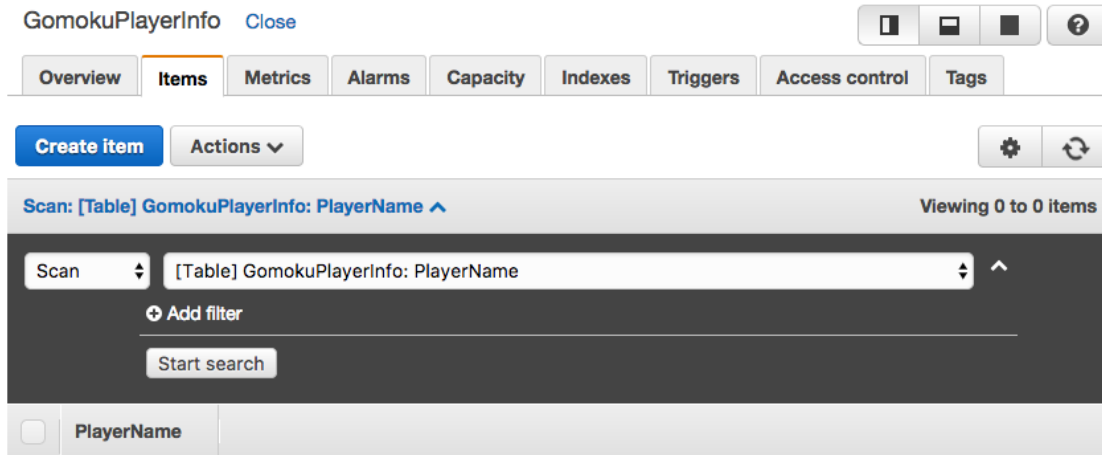 GomokuPlayerInfo Close
Overview Items Metrics Alarms Capacity Indexes Triggers Access control Tags
Create item Actions
Scan: [Table] GomokuPlayerInfo: PlayerName Viewing 0 to 0 items
Scan [Table] GomokuPlayerInfo: PlayerName
Add filter
Start search
PlayerName